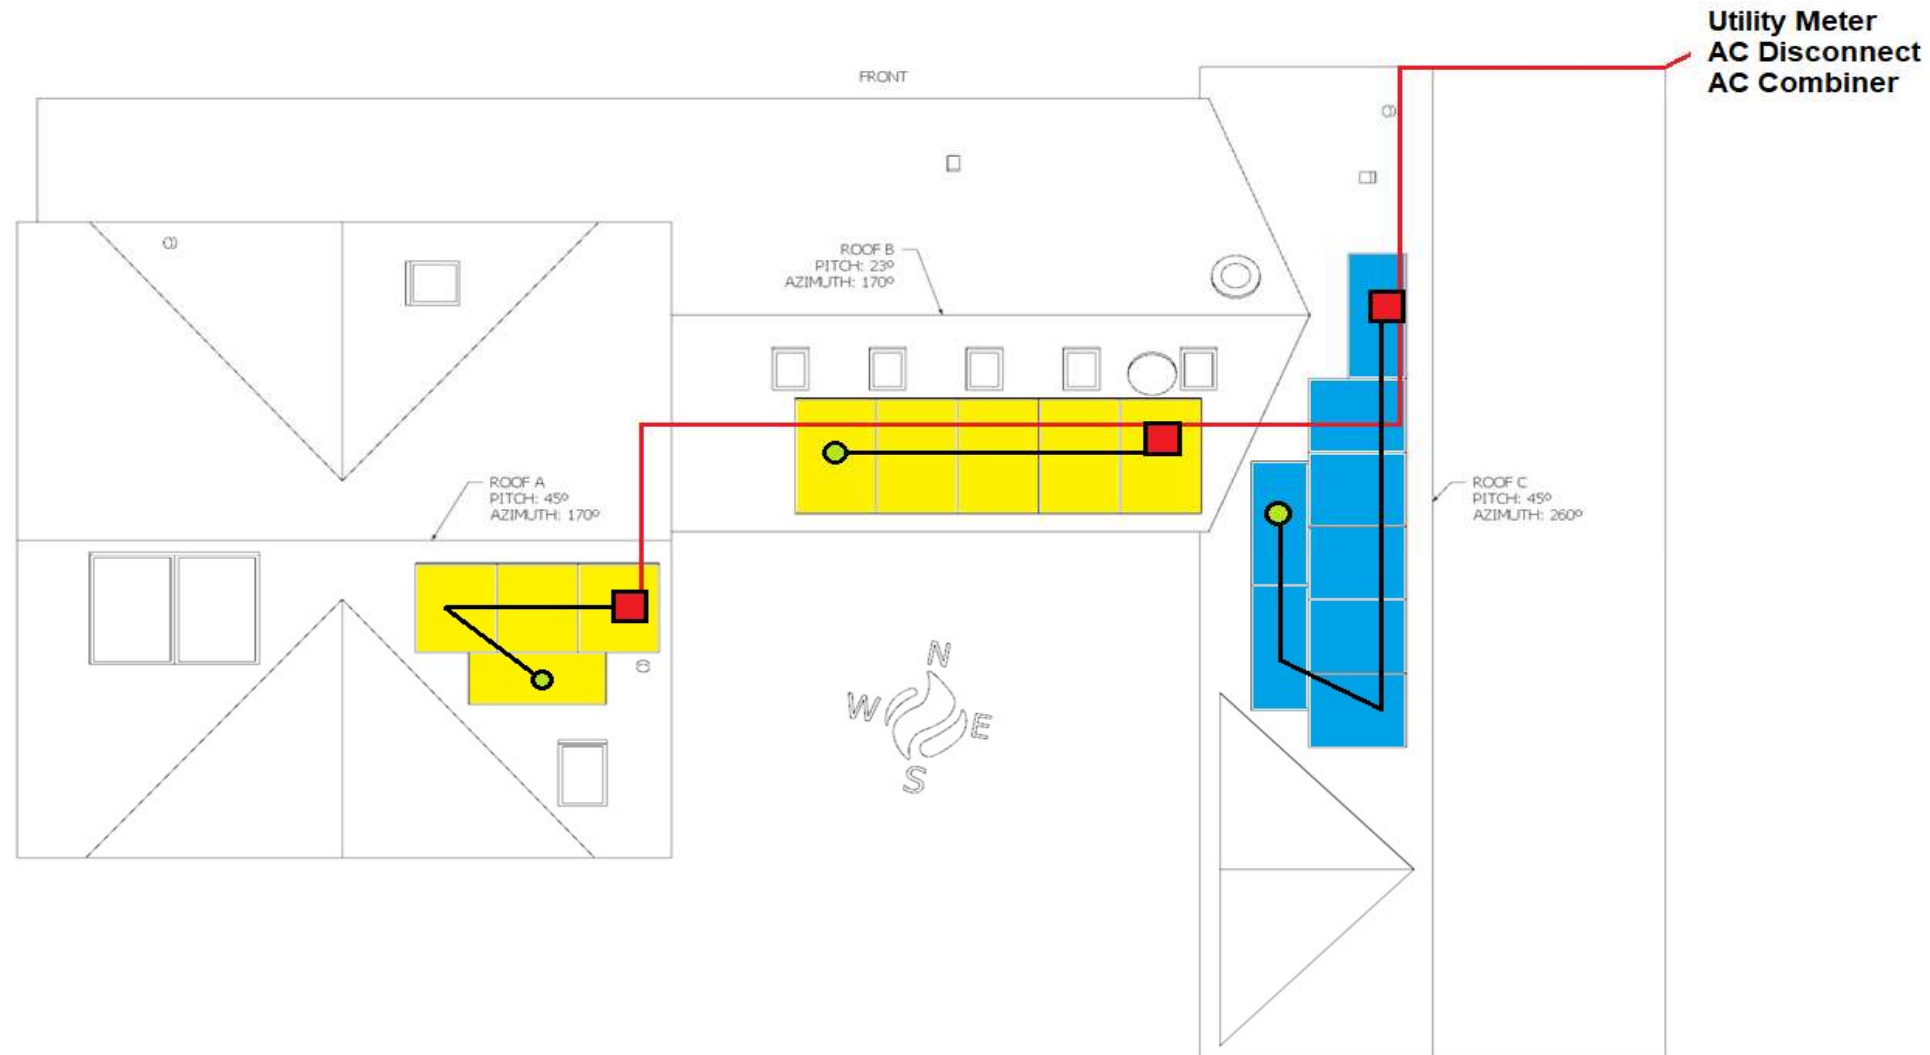 Utility Meter
AC Disconnect
AC Combiner
FRONT
ROOF B
PITCH: 23º
AZIMUTH: 170º
ROOF A
PITCH: 45º
AZIMUTH: 170º
ROOF C
PITCH: 45º
AZIMUTH: 260º
N
W
E
S